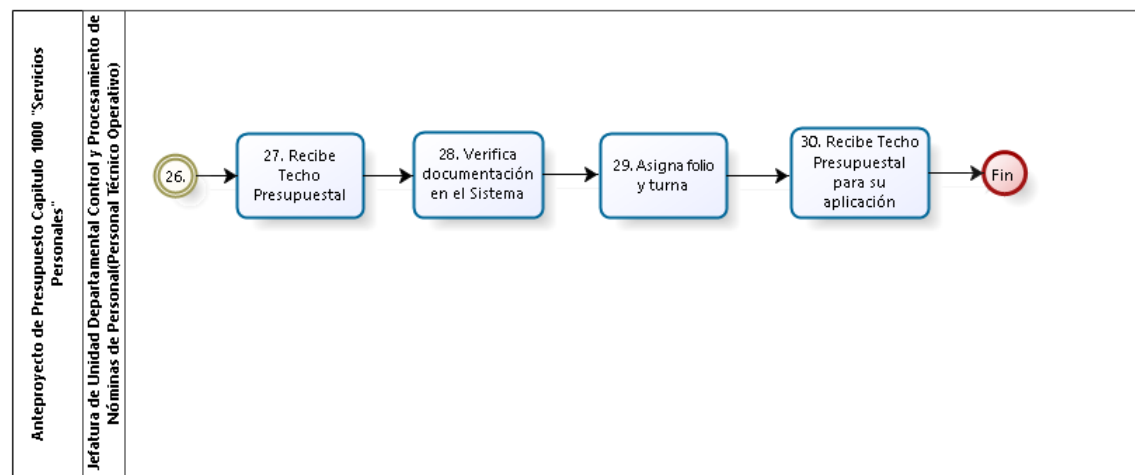 Anteproyecto de Presupuesto Capitulo 1000 "Servicios
Personales"
Jefatura de Unidad Departamental Control y Procesamiento de
Nóminas de Personal(Personal Técnico Operativo)
26.
27. Recibe
Techo
Presupuestal
28. Verifica
documentación
en el Sistema
29. Asigna folio
y turna
30. Recibe Techo
Presupuestal
para su
aplicación
Fin